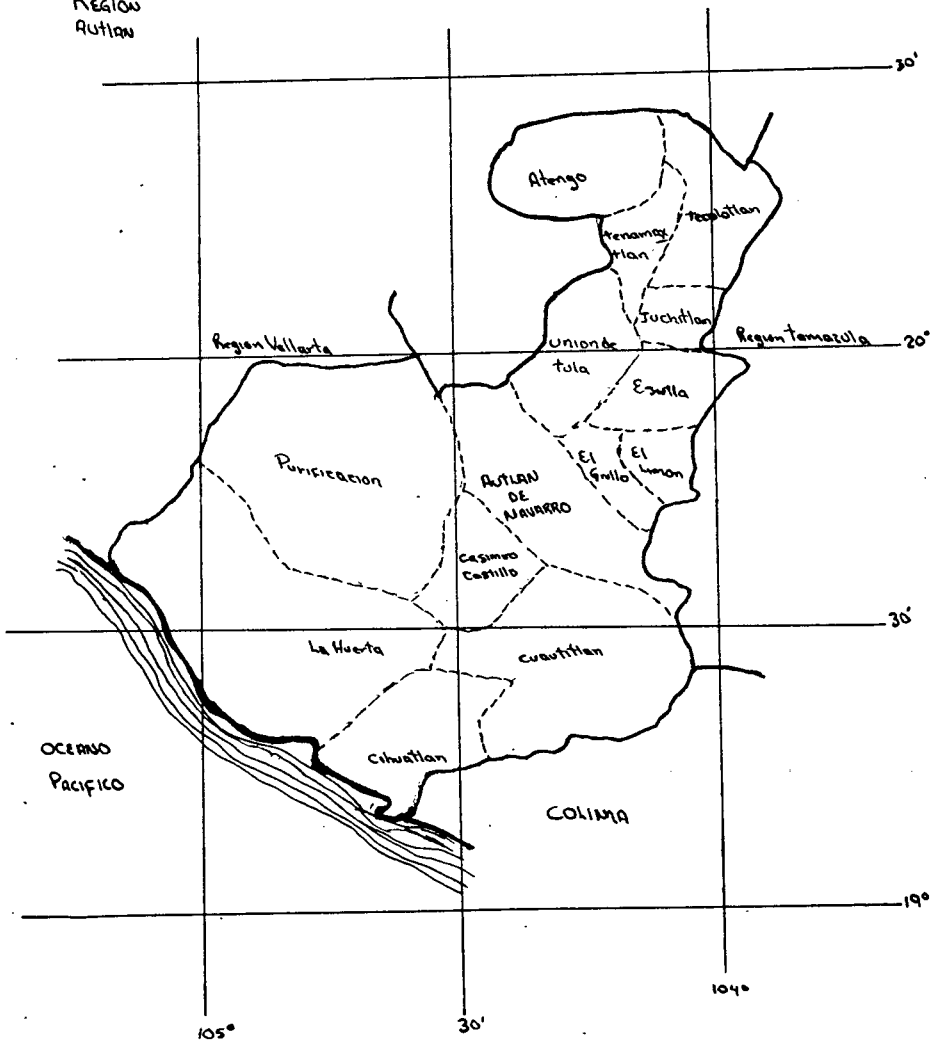 REGION
AUTLAN
30'
Atengo
tecolotlan
tenamax
tlan
Juchitlan
Region Vallarta
union de
tula
Region tamazula
20°
Ejutla
Purificacion
El
Grullo
El
Limon
AUTLAN
DE
NAVARRO
Casimiro
Castillo
30'
La Huerta
Cuautitlan
OCEANO
PACIFICO
Cihuatlan
COLIMA
19°
104°
105°
30'